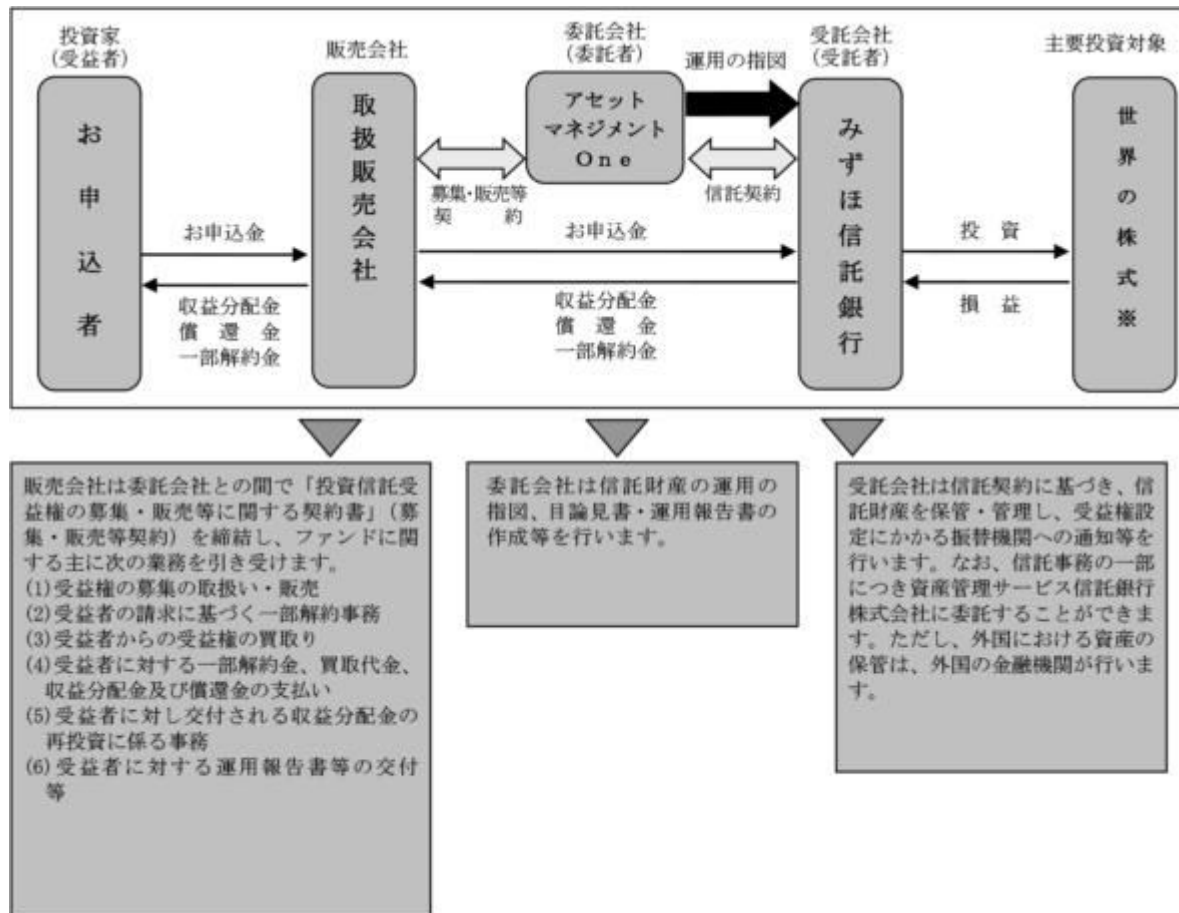 投資家
(受益者)
販売会社
委託会社
(委託者)
運用の指図
受託会社
(受託者)
主要投資対象
お申込者
取扱販売会社
アセット
マネジメント
One
みずほ信託銀行
世界の株式※
募集・販売等
契約
信託契約
お申込金
収益分配金
償還金
一部解約金
お申込金
収益分配金
償還金
一部解約金
投資
損益
販売会社は委託会社との間で「投資信託受
益権の募集・販売等に関する契約書」(募
集・販売等契約)を締結し、ファンドに関
する主に次の業務を引き受けます。
(1)受益権の募集の取扱い・販売
(2)受益者の請求に基づく一部解約事務
(3)受益者からの受益権の買取り
(4)受益者に対する一部解約金、買取代金、
収益分配金及び償還金の支払い
(5)受益者に対し交付される収益分配金の
再投資に係る事務
(6)受益者に対する運用報告書等の交付
等
委託会社は信託財産の運用の
指図、目論見書・運用報告書の
作成等を行います。
受託会社は信託契約に基づき、信
託財産を保管・管理し、受益権設
定にかかる振替機関への通知等を
行います。なお、信託事務の一部
につき資産管理サービス信託銀行
株式会社に委託することができま
す。ただし、外国における資産の
保管は、外国の金融機関が行いま
す。